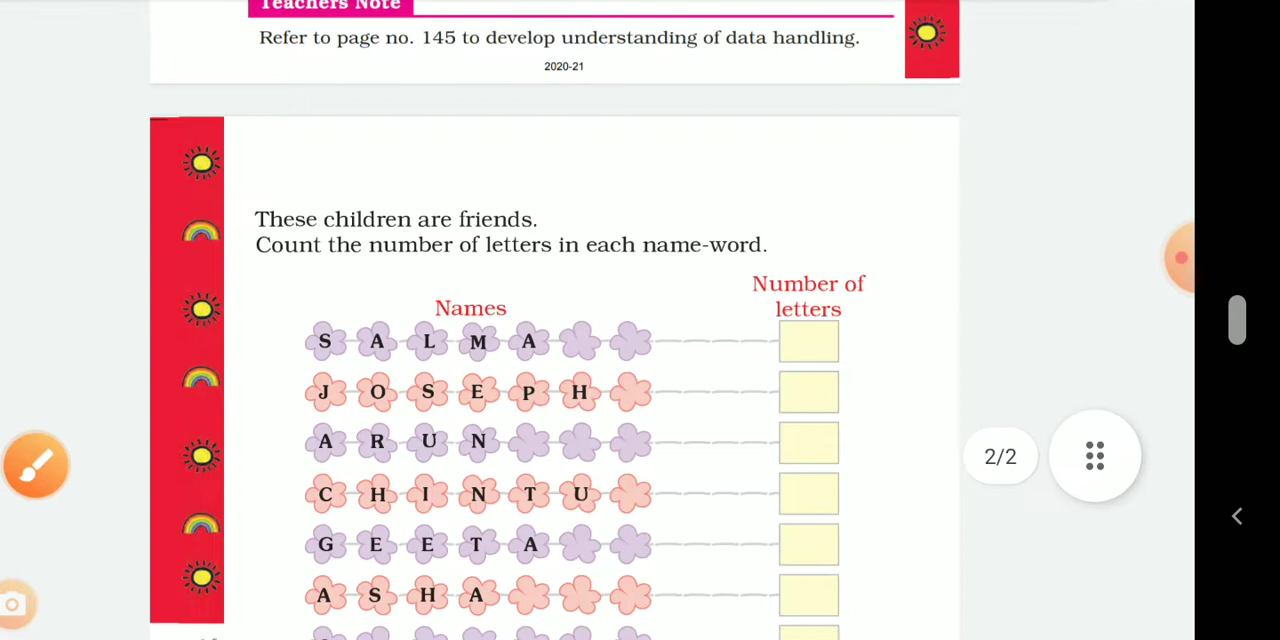 Teachers Note
Refer to page no. 145 to develop understanding of data handling.
2020-21
These children are friends.
Count the number of letters in each name-word.
Names
Number of
letters
S A L M A
J O S E P H
A R U N
C H I N T U
G E E T A
A S H A
2/2